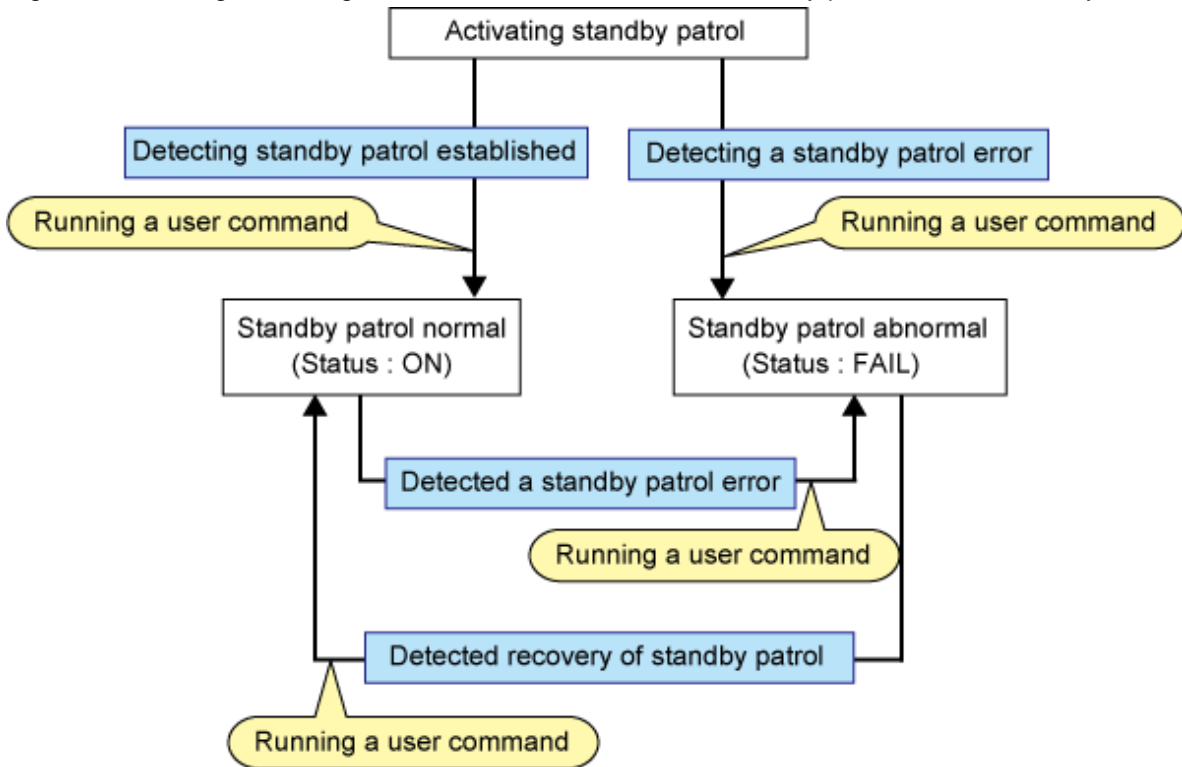 Activating standby patrol
Detecting standby patrol established
Detecting a standby patrol error
Running a user command
Running a user command
Standby patrol normal
(Status : ON)
Standby patrol abnormal
(Status : FAIL)
Detected a standby patrol error
Running a user command
Detected recovery of standby patrol
Running a user command